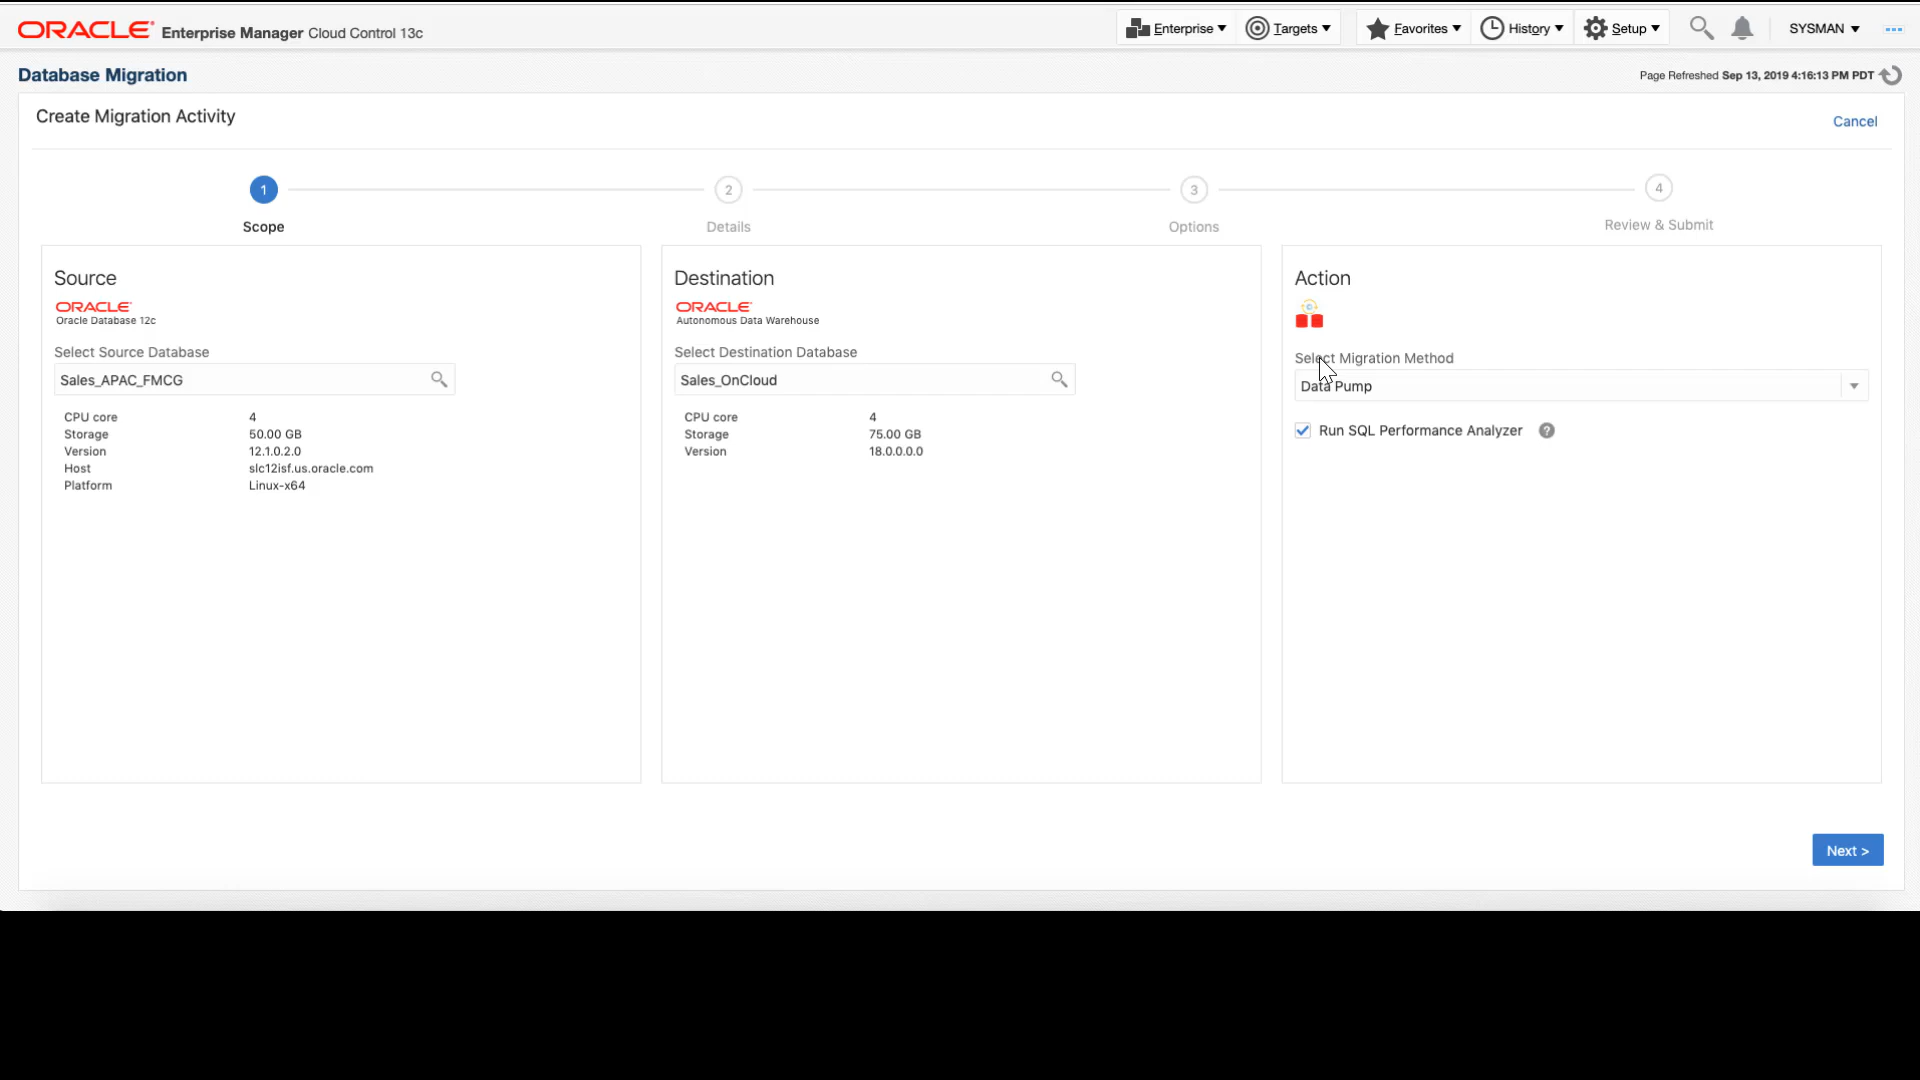 ORACLE Enterprise Manager Cloud Control 13c
Enterprise Targets Favorites History Setup SYSMAN
Database Migration
Page Refreshed Sep 13, 2019 4:16:13 PM PDT
Create Migration Activity
Cancel
1 2 3 4
Scope Details Options Review & Submit
Source
ORACLE
Oracle Database 12c
Select Source Database
Sales_APAC_FMCG
CPU core 4
Storage 50.00 GB
Version 12.1.0.2.0
Host slc12isf.us.oracle.com
Platform Linux-x64
Destination
ORACLE
Autonomous Data Warehouse
Select Destination Database
Sales_OnCloud
CPU core 4
Storage 75.00 GB
Version 18.0.0.0.0
Action
Select Migration Method
Data Pump
Run SQL Performance Analyzer ?
Next >